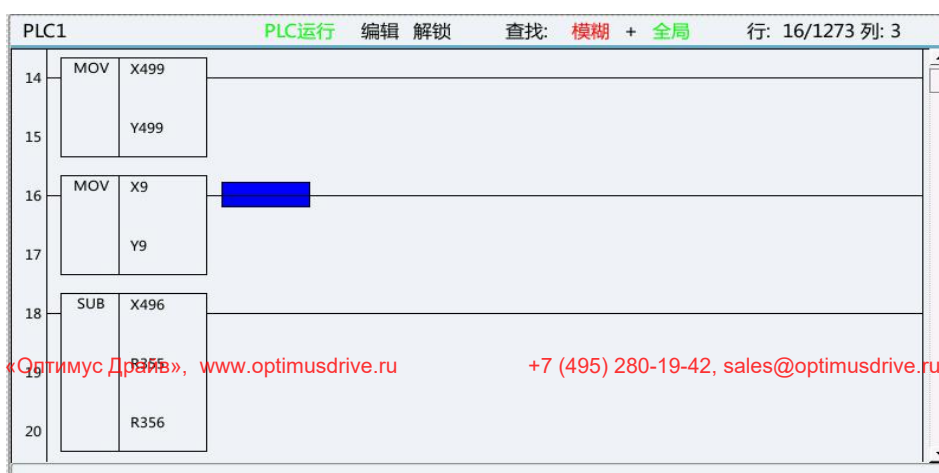 PLC1 PLC运行 编辑 解锁 查找: 模糊 + 全局 行: 16/1273 列: 3
14 MOV X499
15 Y499
16 MOV X9
17 Y9
18 SUB X496
19 R355
«Оптимус Драйв», www.optimusdrive.ru +7 (495) 280-19-42, sales@optimusdrive.ru
20 R356